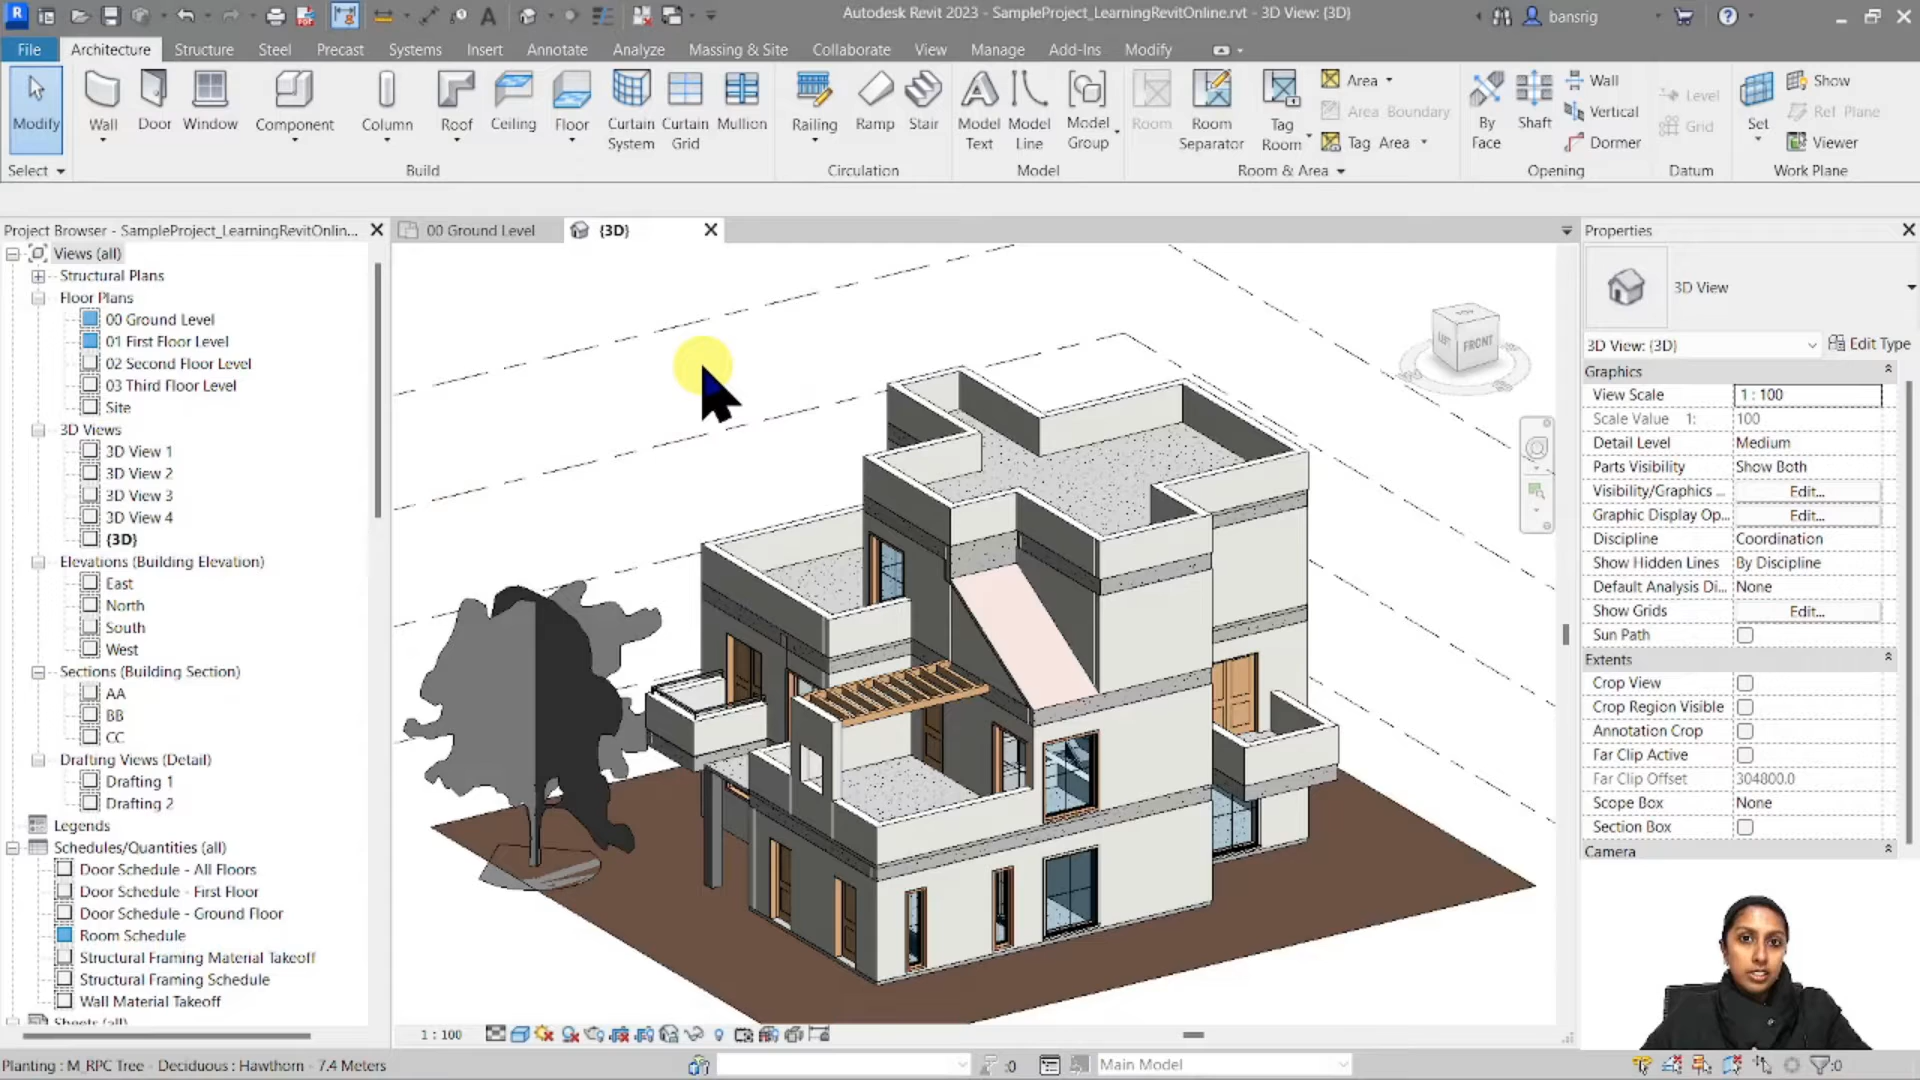 Autodesk Revit 2023 - SampleProject_LearningRevitOnline.rvt - 3D View: {3D}
bansrig
File
Architecture
Structure
Steel
Precast
Systems
Insert
Annotate
Analyze
Massing & Site
Collaborate
View
Manage
Add-Ins
Modify
Modify
Wall
Door
Window
Component
Column
Roof
Ceiling
Floor
Curtain System
Curtain Grid
Mullion
Railing
Ramp
Stair
Model Text
Model Line
Model Group
Room
Room Separator
Tag Room
Area
Area Boundary
Tag Area
By Face
Shaft
Wall
Vertical
Dormer
Level
Grid
Set
Show
Ref Plane
Viewer
Select
Build
Circulation
Model
Room & Area
Opening
Datum
Work Plane
Project Browser - SampleProject_LearningRevitOnlin...
Views (all)
Structural Plans
Floor Plans
00 Ground Level
01 First Floor Level
02 Second Floor Level
03 Third Floor Level
Site
3D Views
3D View 1
3D View 2
3D View 3
3D View 4
{3D}
Elevations (Building Elevation)
East
North
South
West
Sections (Building Section)
AA
BB
CC
Drafting Views (Detail)
Drafting 1
Drafting 2
Legends
Schedules/Quantities (all)
Door Schedule - All Floors
Door Schedule - First Floor
Door Schedule - Ground Floor
Room Schedule
Structural Framing Material Takeoff
Structural Framing Schedule
Wall Material Takeoff
Sheets (all)
00 Ground Level
{3D}
FRONT
Properties
3D View
3D View: {3D}
Edit Type
Graphics
View Scale 1 : 100
Scale Value 1: 100
Detail Level Medium
Parts Visibility Show Both
Visibility/Graphics ... Edit...
Graphic Display Op... Edit...
Discipline Coordination
Show Hidden Lines By Discipline
Default Analysis Di... None
Show Grids Edit...
Sun Path
Extents
Crop View
Crop Region Visible
Annotation Crop
Far Clip Active
Far Clip Offset 304800.0
Scope Box None
Section Box
Camera
1 : 100
Planting : M_RPC Tree - Deciduous : Hawthorn - 7.4 Meters
:0
Main Model
:0